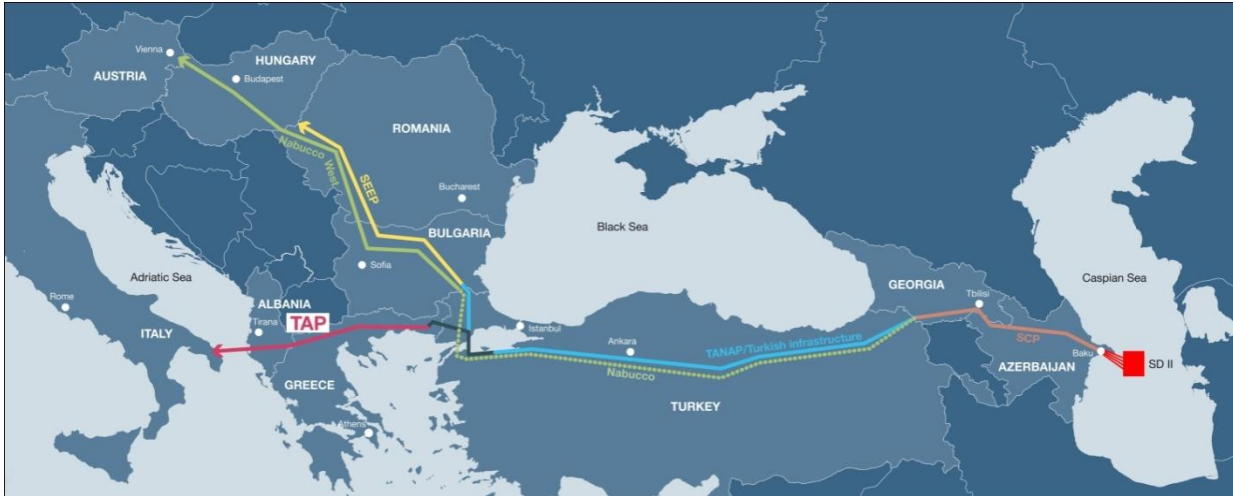 Vienna
AUSTRIA
HUNGARY
Budapest
ROMANIA
Nabucco West
SEEP
Bucharest
BULGARIA
Sofia
Black Sea
Adriatic Sea
Rome
ITALY
ALBANIA
Tirana
TAP
GREECE
Athens
Istanbul
Ankara
TANAP/Turkish infrastructure
Nabucco
TURKEY
GEORGIA
Tbilisi
Caspian Sea
SCP
Baku
AZERBAIJAN
SD II